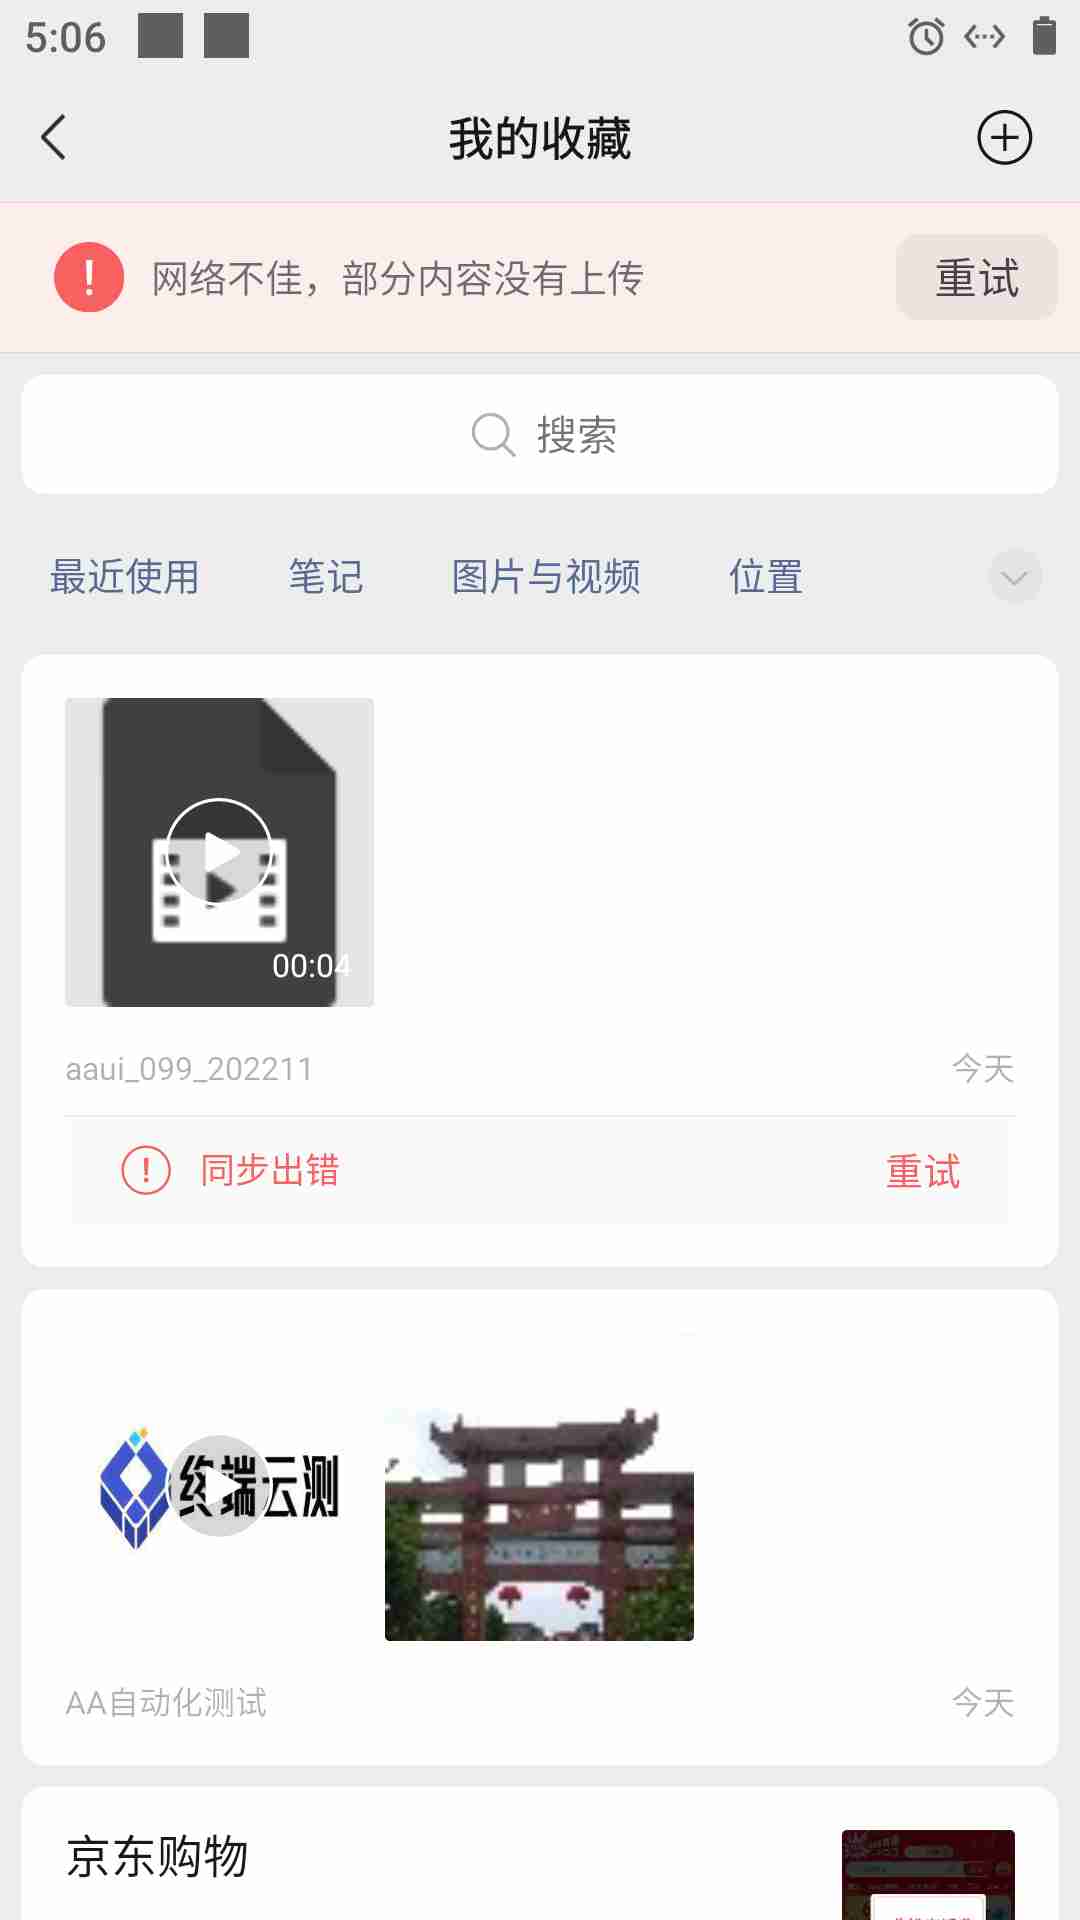 5:06
我的收藏
网络不佳，部分内容没有上传
重试
搜索
最近使用 笔记 图片与视频 位置
00:04
aaui_099_202211 今天
同步出错 重试
终端云测
AA自动化测试 今天
京东购物